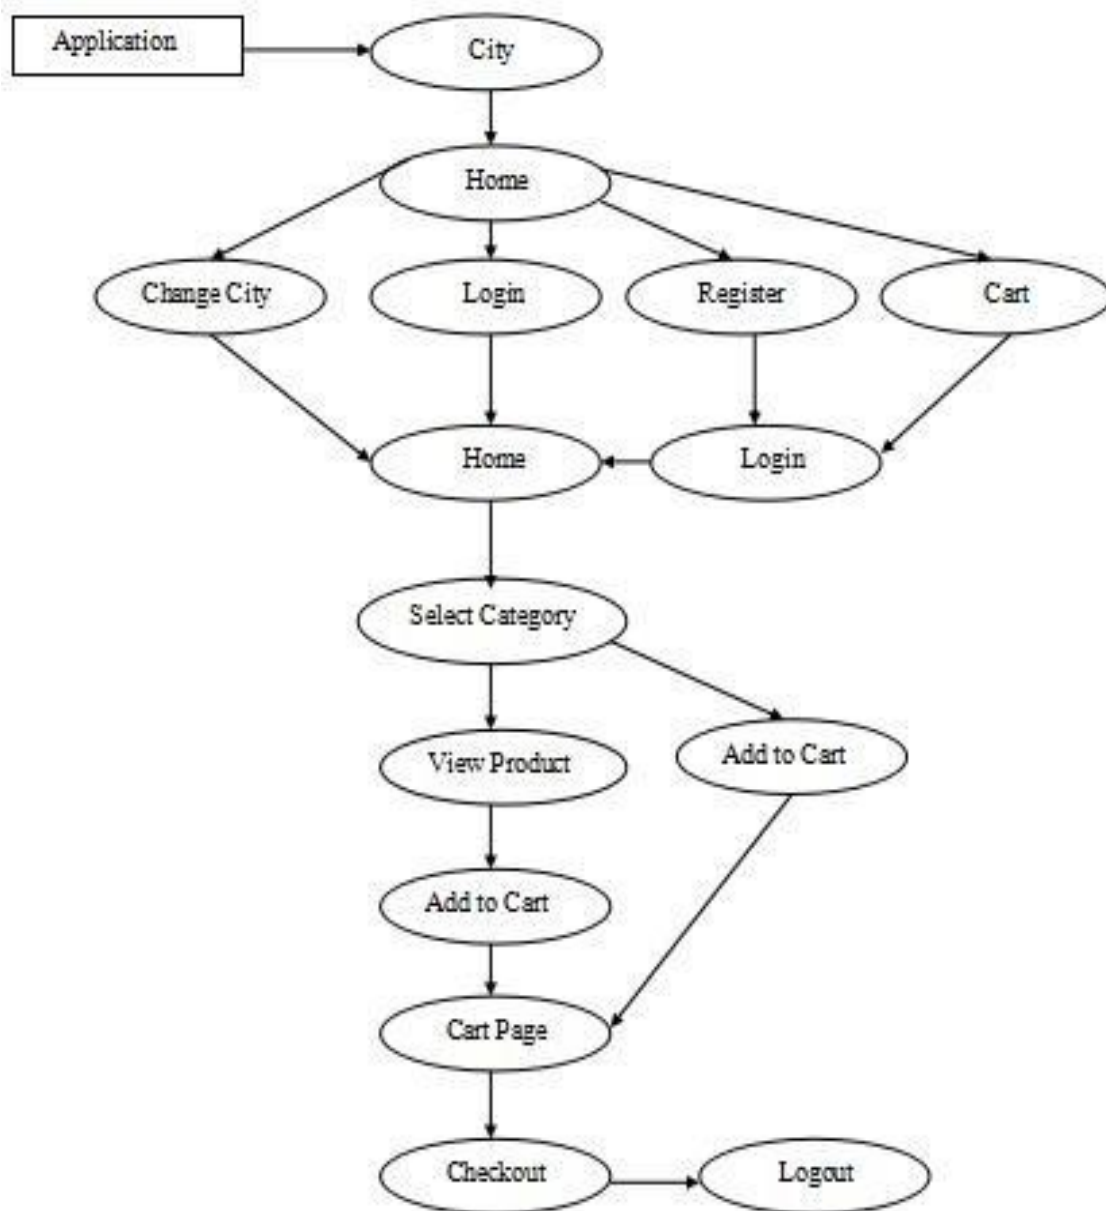 Application
City
Home
Change City
Login
Register
Cart
Home
Login
Select Category
View Product
Add to Cart
Add to Cart
Cart Page
Checkout
Logout